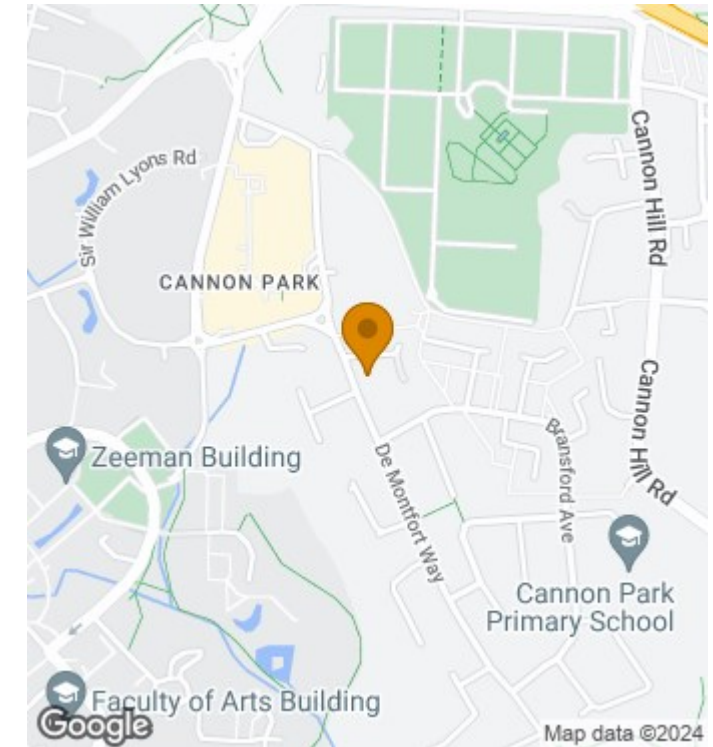 Cannon Hill Rd
Sir William Lyons Rd
CANNON PARK
Cannon Hill Rd
Zeeman Building
Bransford Ave
De Montfort Way
Cannon Park
Primary School
Faculty of Arts Building
Google
Map data ©2024